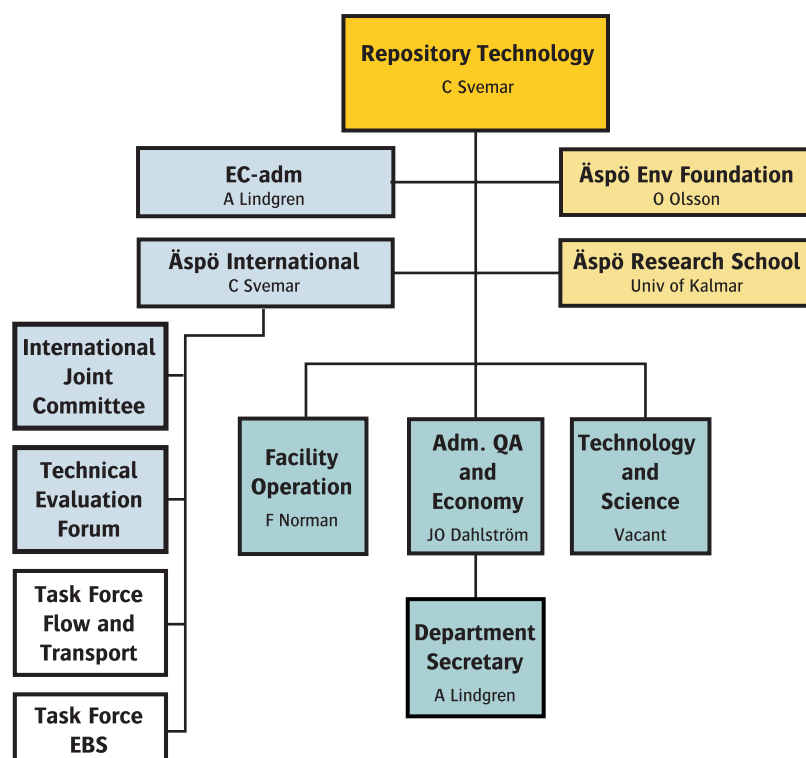 Repository Technology
C Svemar
EC-adm
A Lindgren
Äspö Env Foundation
O Olsson
Äspö International
C Svemar
Äspö Research School
Univ of Kalmar
International
Joint
Committee
Technical
Evaluation
Forum
Task Force
Flow and
Transport
Task Force
EBS
Facility
Operation
F Norman
Adm. QA
and
Economy
JO Dahlström
Technology
and
Science
Vacant
Department
Secretary
A Lindgren